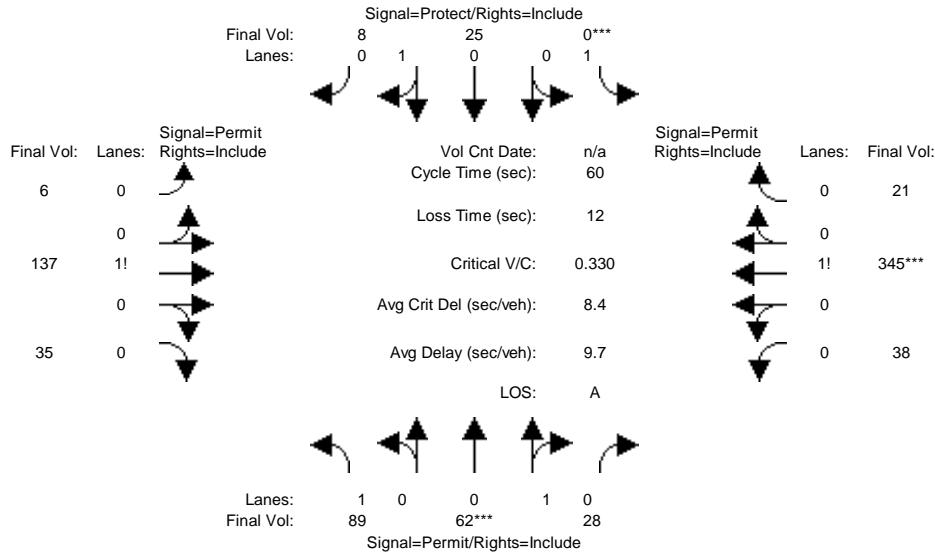 Signal=Protect/Rights=Include
Final Vol: 8 25 0***
Lanes: 0 1 0 0 1
Signal=Permit Signal=Permit
Final Vol: Lanes: Rights=Include Vol Cnt Date: n/a Rights=Include Lanes: Final Vol:
Cycle Time (sec): 60
6 0 0 21
Loss Time (sec): 12
0 0
137 1! Critical V/C: 0.330 1! 345***
0 Avg Crit Del (sec/veh): 8.4 0
35 0 Avg Delay (sec/veh): 9.7 0 38
LOS: A
Lanes: 1 0 0 1 0
Final Vol: 89 62*** 28
Signal=Permit/Rights=Include